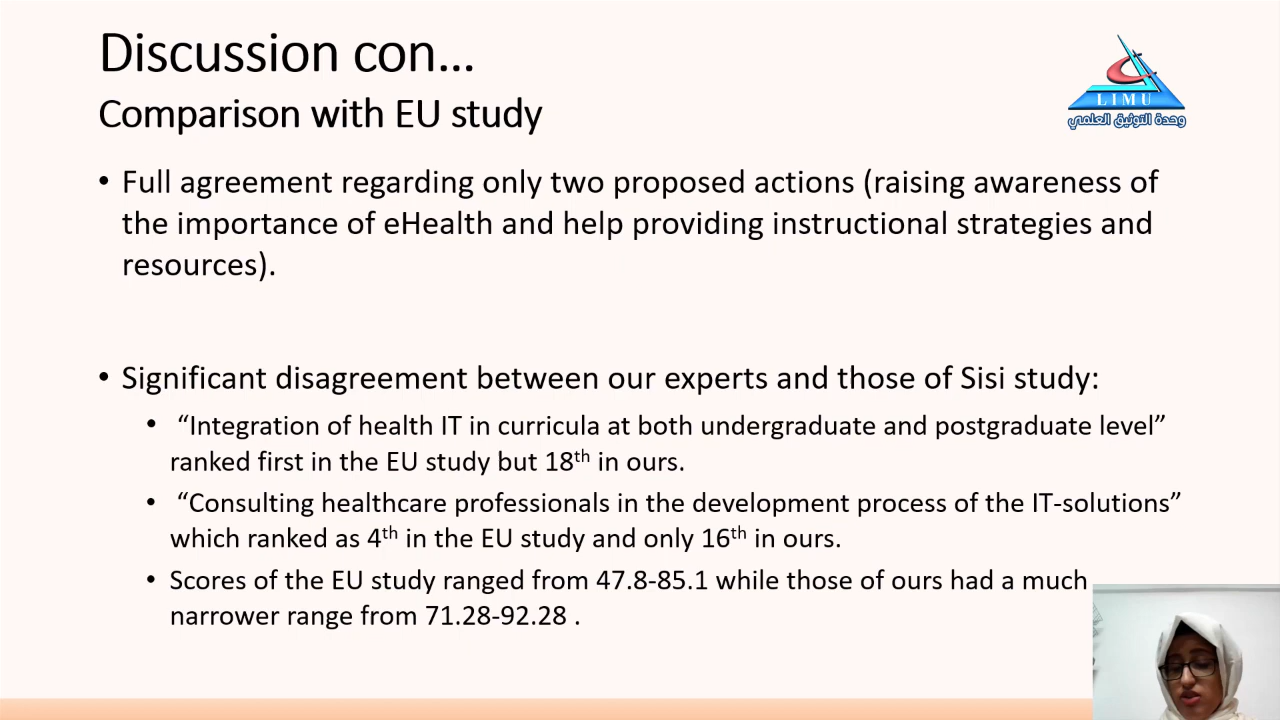 Discussion con...
Comparison with EU study
LIMU
وحدة التوثيق العلمي
• Full agreement regarding only two proposed actions (raising awareness of
the importance of eHealth and help providing instructional strategies and
resources).
• Significant disagreement between our experts and those of Sisi study:
• “Integration of health IT in curricula at both undergraduate and postgraduate level”
ranked first in the EU study but 18th in ours.
• “Consulting healthcare professionals in the development process of the IT-solutions”
which ranked as 4th in the EU study and only 16th in ours.
• Scores of the EU study ranged from 47.8-85.1 while those of ours had a much
narrower range from 71.28-92.28 .